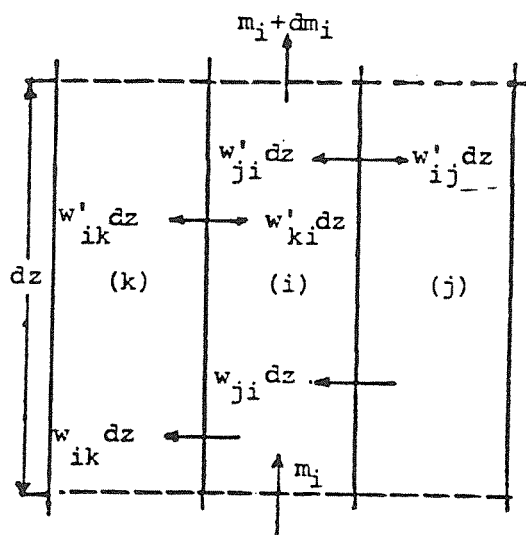 m_i+dm_i
w'_ji dz w'_ij dz
w'_ik dz w'_ki dz
dz (k) (i) (j)
w_ji dz
w_ik dz
m_i